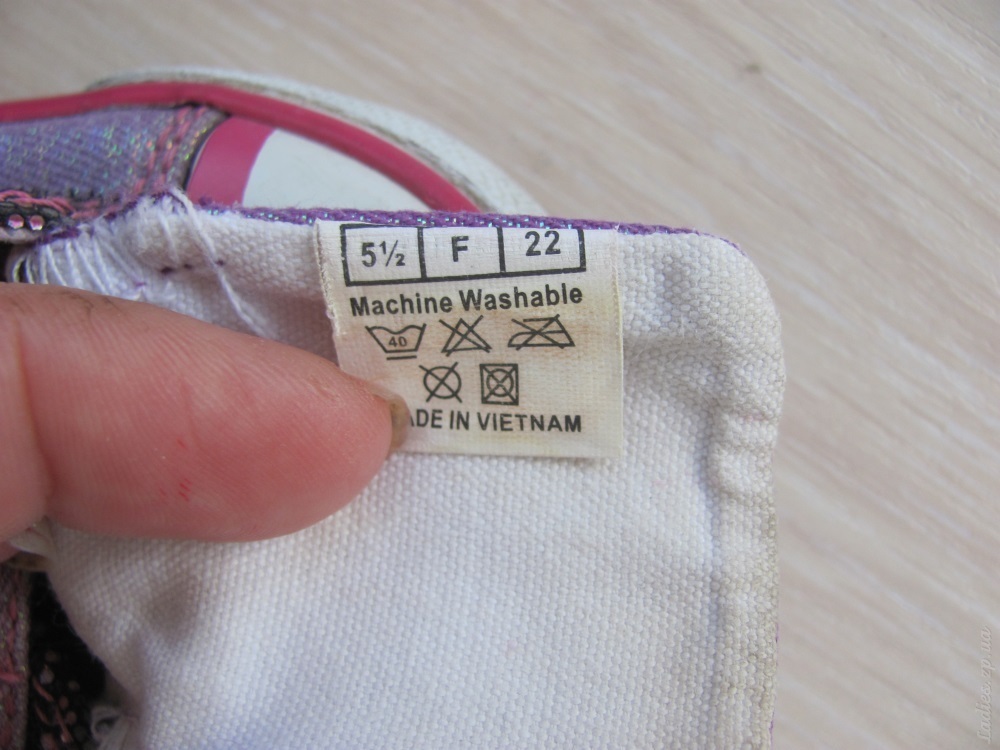 5½ F 22
Machine Washable
40
ADE IN VIETNAM